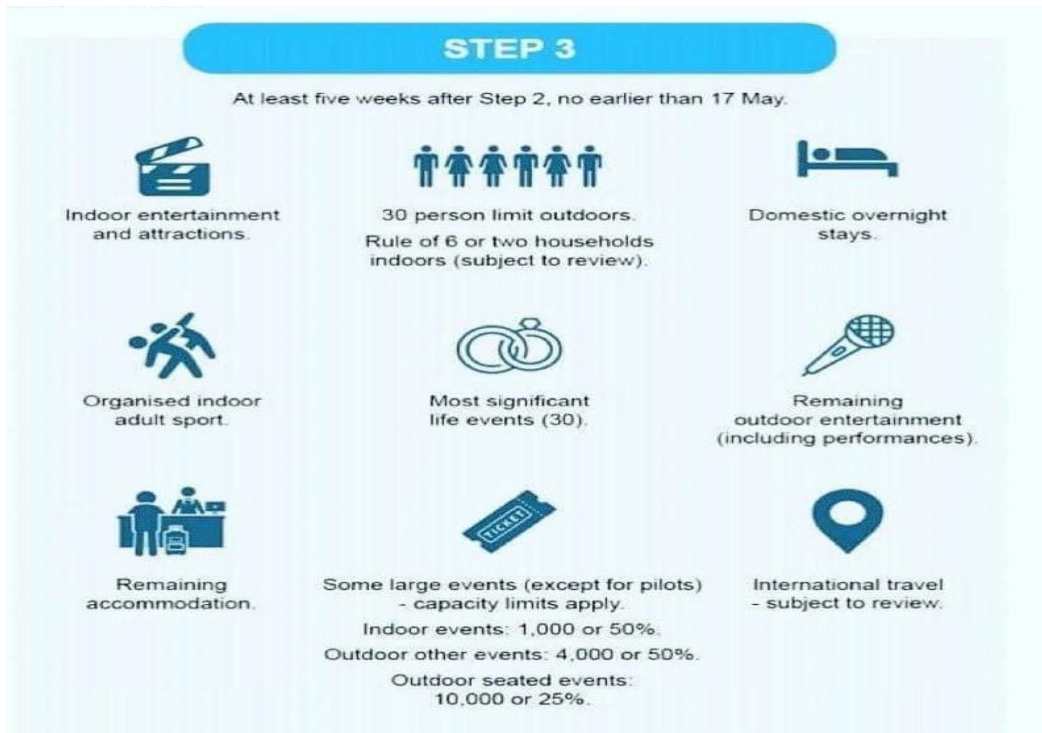 STEP 3
At least five weeks after Step 2, no earlier than 17 May.
Indoor entertainment
and attractions.
30 person limit outdoors.
Rule of 6 or two households
indoors (subject to review).
Domestic overnight
stays.
Organised indoor
adult sport.
Most significant
life events (30).
Remaining
outdoor entertainment
(including performances).
Remaining
accommodation.
TICKET
Some large events (except for pilots)
- capacity limits apply.
Indoor events: 1,000 or 50%.
Outdoor other events: 4,000 or 50%.
Outdoor seated events:
10,000 or 25%.
International travel
- subject to review.